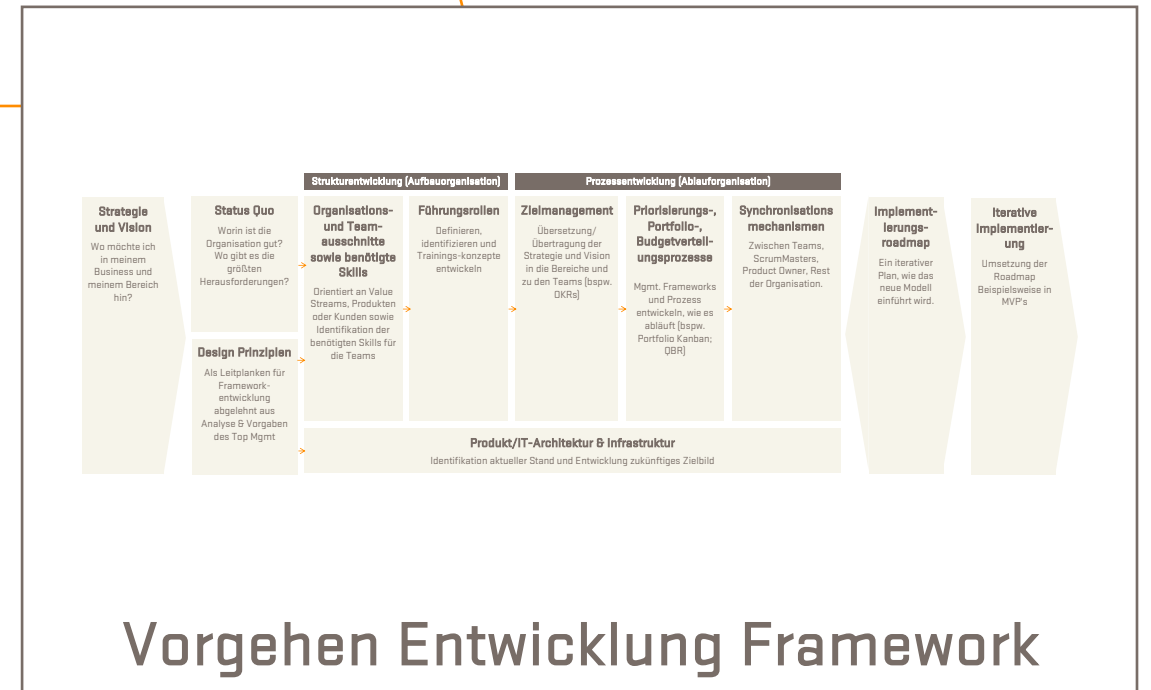 Strukturentwicklung (Aufbauorganisation)
Prozessentwicklung (Ablauforganisation)
Strategie
und Vision
Wo möchte ich
in meinem
Business und
meinem Bereich
hin?
Status Quo
Worin ist die
Organisation gut?
Wo gibt es die
größten
Herausforderungen?
Design Prinzipien
Als Leitplanken für
Framework-
entwicklung
abgelehnt aus
Analyse & Vorgaben
des Top Mgmt
Organisations-
und Team-
ausschnitte
sowie benötigte
Skills
Orientiert an Value
Streams, Produkten
oder Kunden sowie
Identifikation der
benötigten Skills für
die Teams
Führungsrollen
Definieren,
identifizieren und
Trainings-konzepte
entwickeln
Zielmanagement
Übersetzung/
Übertragung der
Strategie und Vision
in die Bereiche und
zu den Teams (bspw.
OKRs)
Priorisierungs-,
Portfolio-,
Budgetverteil-
ungsprozesse
Mgmt. Frameworks
und Prozess
entwickeln, wie es
abläuft (bspw.
Portfolio Kanban;
QBR)
Synchronisations
mechanismen
Zwischen Teams,
ScrumMasters,
Product Owner, Rest
der Organisation.
Produkt/IT-Architektur & Infrastruktur
Identifikation aktueller Stand und Entwicklung zukünftiges Zielbild
Implement-
ierungs-
roadmap
Ein iterativer
Plan, wie das
neue Modell
einführt wird.
Iterative
Implementier-
ung
Umsetzung der
Roadmap
Beispielsweise in
MVP's
Vorgehen Entwicklung Framework